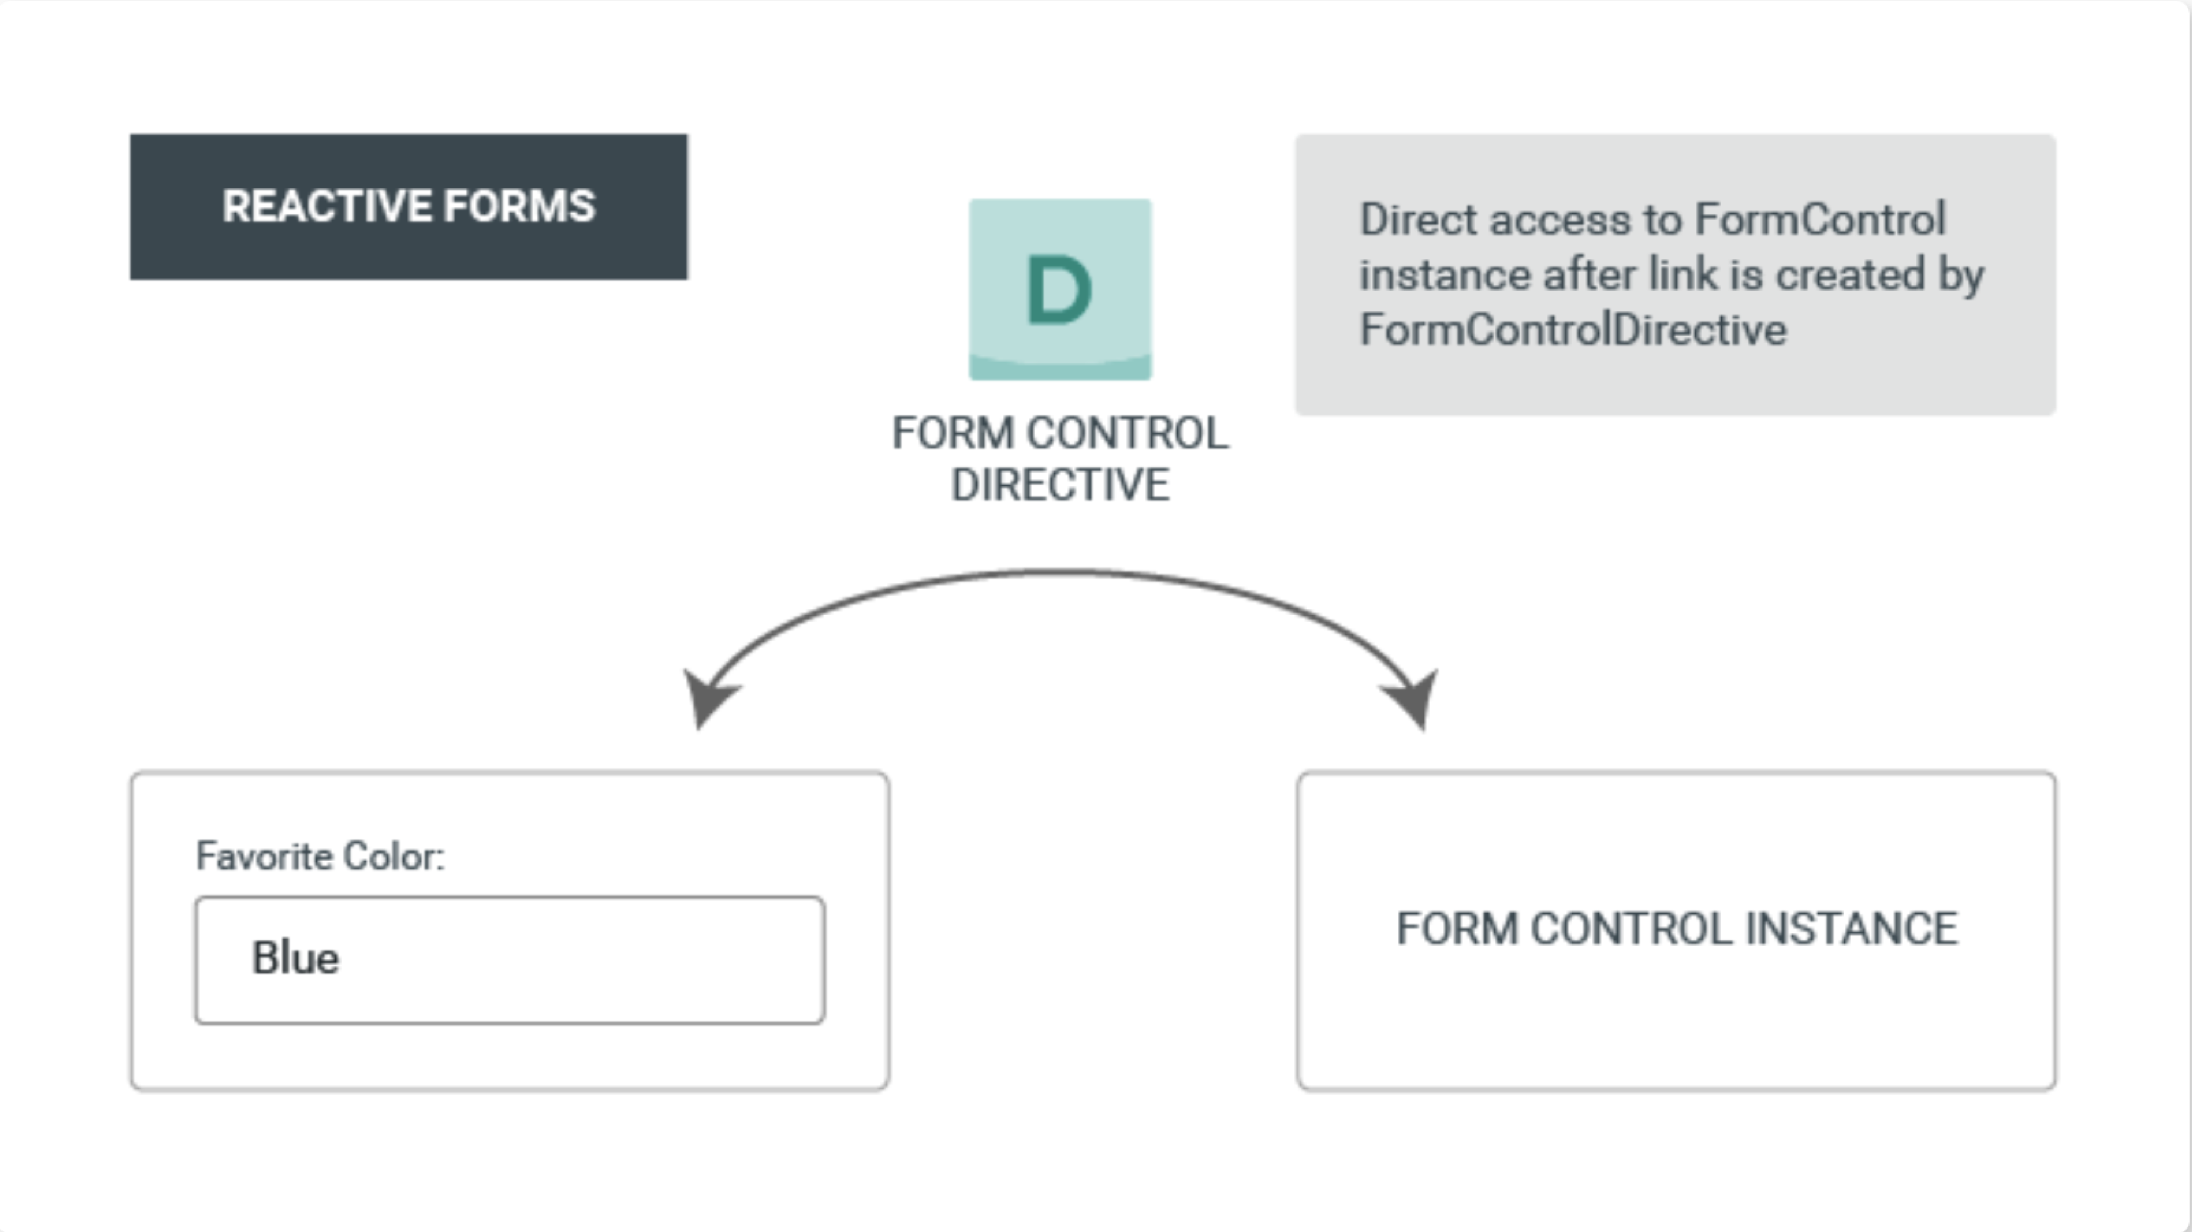 REACTIVE FORMS
D
FORM CONTROL
DIRECTIVE
Direct access to FormControl
instance after link is created by
FormControlDirective
Favorite Color:
Blue
FORM CONTROL INSTANCE